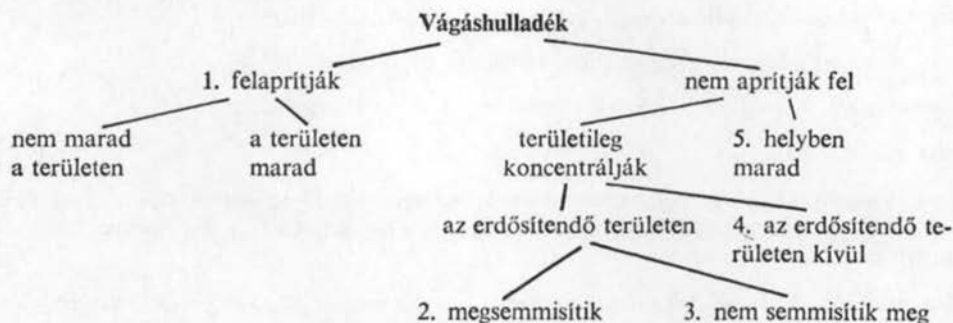 Vágáshulladék
1. felaprítják
nem aprítják fel
nem marad
a területen
a területen
marad
területileg
koncentrálják
5. helyben
marad
az erdősítendő területen
4. az erdősítendő te-
rületen kívül
2. megsemmisítik
3. nem semmisítik meg